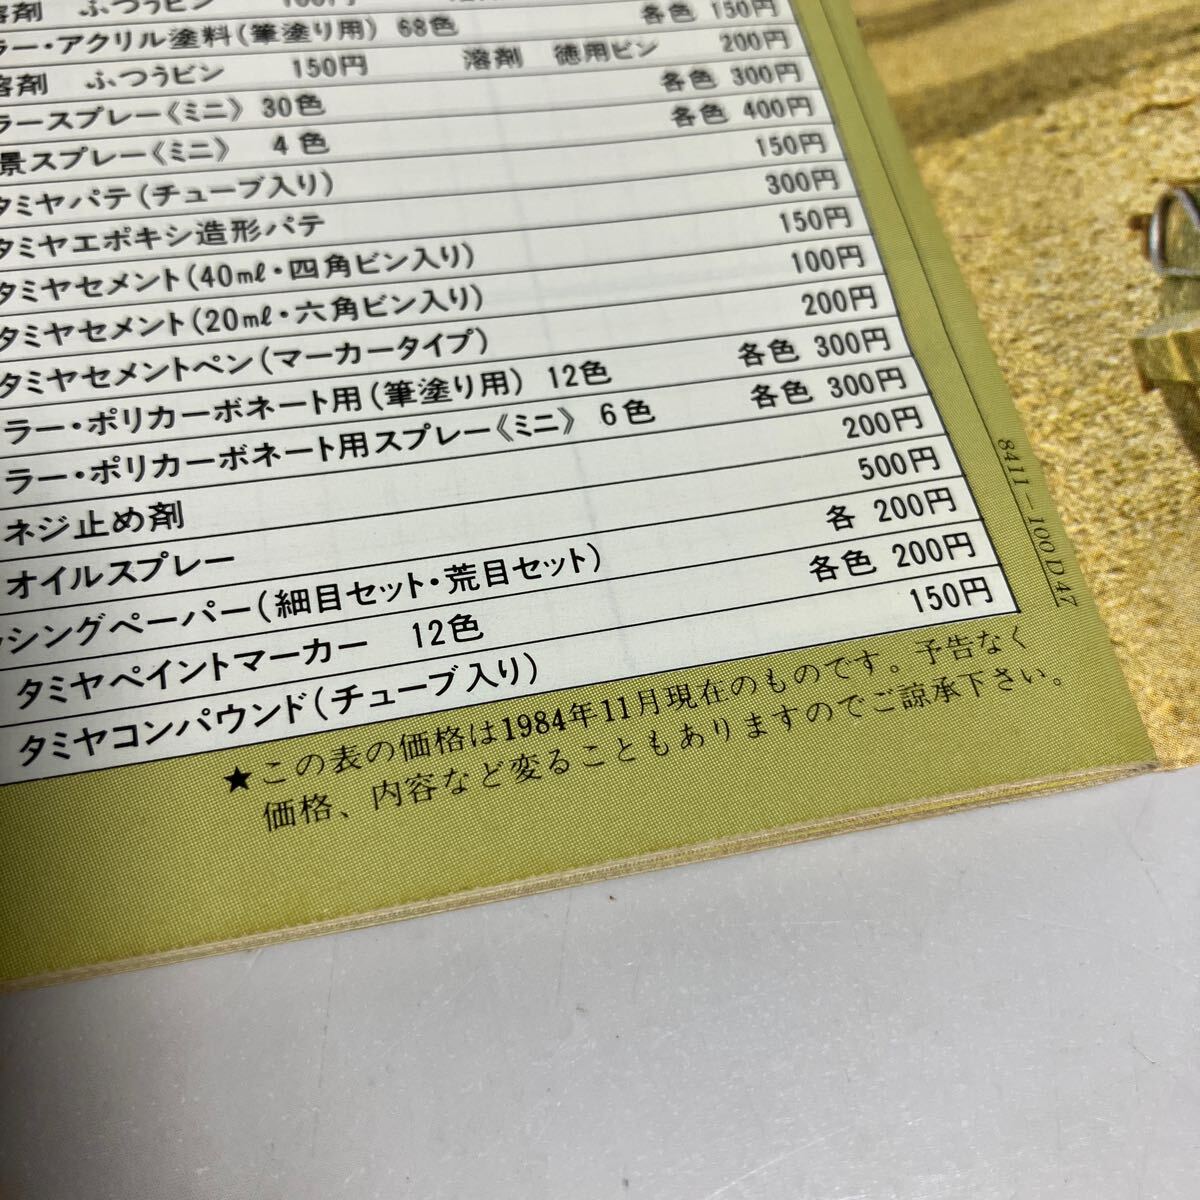 溶剤 ふつうビン
ラー・アクリル塗料(筆塗り用) 68色 各色 150円
溶剤 ふつうビン 150円 溶剤 徳用ビン 200円
ラースプレー《ミニ》 30色 各色 300円
景スプレー《ミニ》 4色 各色 400円
タミヤパテ(チューブ入り) 150円
タミヤエポキシ造形パテ 300円
タミヤセメント(40ml・四角ビン入り) 150円
タミヤセメント(20ml・六角ビン入り) 100円
タミヤセメントペン(マーカータイプ) 200円
ラー・ポリカーボネート用(筆塗り用) 12色 各色 300円
ラー・ポリカーボネート用スプレー《ミニ》 6色 各色 300円
ネジ止め剤 200円
オイルスプレー 500円
シングペーパー(細目セット・荒目セット) 各 200円
タミヤペイントマーカー 12色 各色 200円
タミヤコンパウンド(チューブ入り) 150円
★この表の価格は1984年11月現在のものです。予告なく
価格、内容など変ることもありますのでご諒承下さい。
8411-100D47